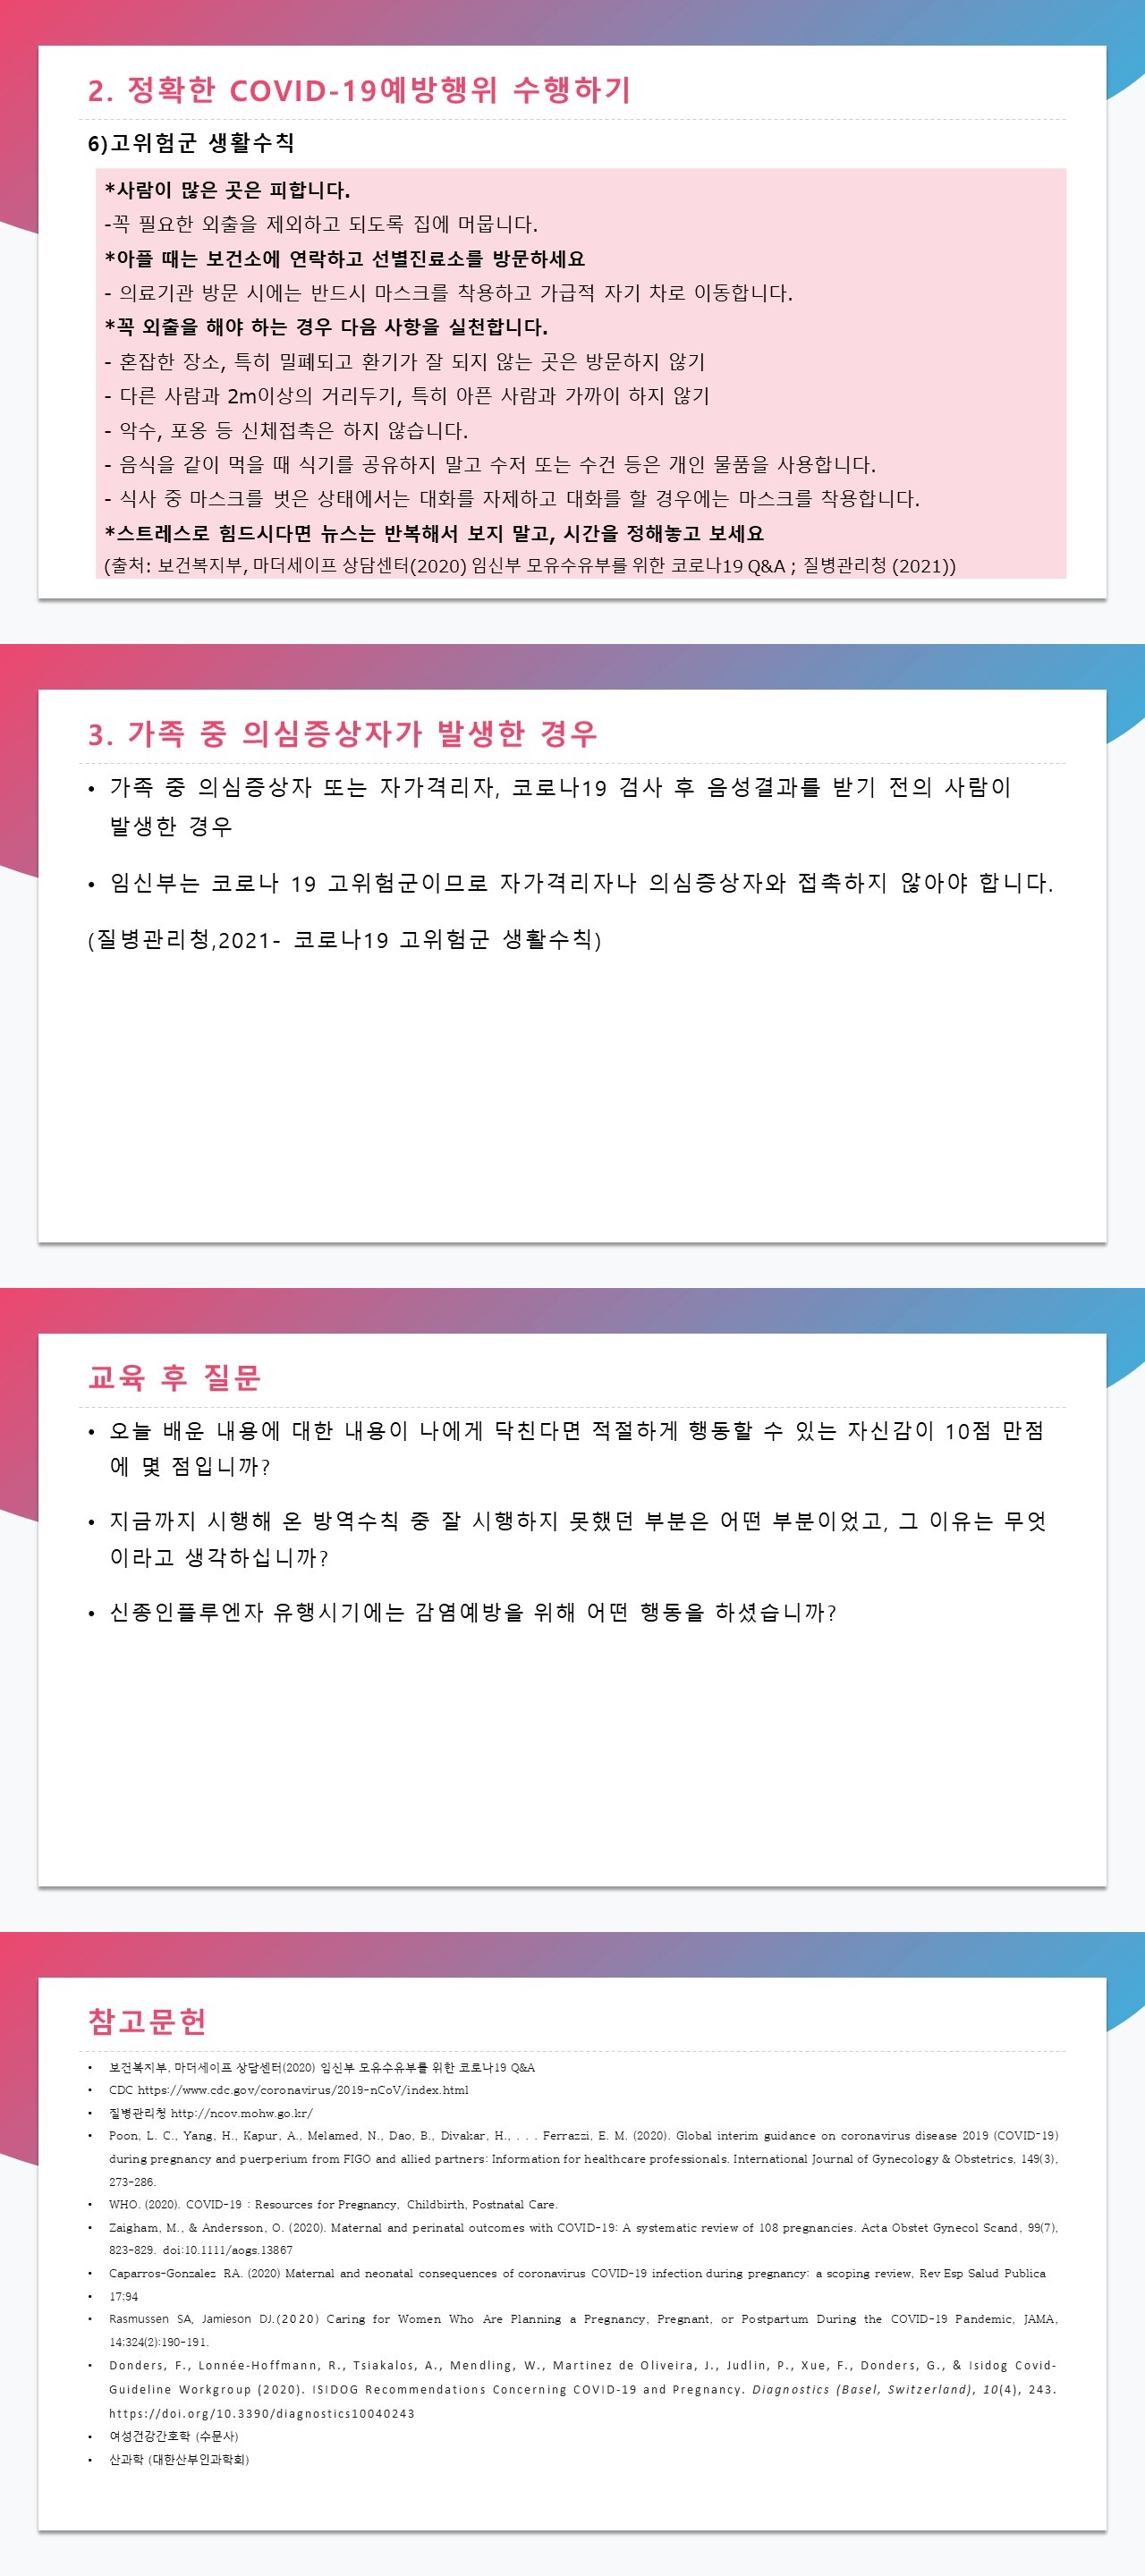 2. 정확한 COVID-19예방행위 수행하기
6)고위험군 생활수칙
*사람이 많은 곳은 피합니다.
-꼭 필요한 외출을 제외하고 되도록 집에 머뭅니다.
*아플 때는 보건소에 연락하고 선별진료소를 방문하세요
- 의료기관 방문 시에는 반드시 마스크를 착용하고 가급적 자기 차로 이동합니다.
*꼭 외출을 해야 하는 경우 다음 사항을 실천합니다.
- 혼잡한 장소, 특히 밀폐되고 환기가 잘 되지 않는 곳은 방문하지 않기
- 다른 사람과 2m이상의 거리두기, 특히 아픈 사람과 가까이 하지 않기
- 악수, 포옹 등 신체접촉은 하지 않습니다.
- 음식을 같이 먹을 때 식기를 공유하지 말고 수저 또는 수건 등은 개인 물품을 사용합니다.
- 식사 중 마스크를 벗은 상태에서는 대화를 자제하고 대화를 할 경우에는 마스크를 착용합니다.
*스트레스로 힘드시다면 뉴스는 반복해서 보지 말고, 시간을 정해놓고 보세요
(출처: 보건복지부, 마더세이프 상담센터(2020) 임신부 모유수유부를 위한 코로나19 Q&A ; 질병관리청 (2021))
3. 가족 중 의심증상자가 발생한 경우
• 가족 중 의심증상자 또는 자가격리자, 코로나19 검사 후 음성결과를 받기 전의 사람이
발생한 경우
• 임신부는 코로나 19 고위험군이므로 자가격리자나 의심증상자와 접촉하지 않아야 합니다.
(질병관리청,2021- 코로나19 고위험군 생활수칙)
교육 후 질문
• 오늘 배운 내용에 대한 내용이 나에게 닥친다면 적절하게 행동할 수 있는 자신감이 10점 만점
에 몇 점입니까?
• 지금까지 시행해 온 방역수칙 중 잘 시행하지 못했던 부분은 어떤 부분이었고, 그 이유는 무엇
이라고 생각하십니까?
• 신종인플루엔자 유행시기에는 감염예방을 위해 어떤 행동을 하셨습니까?
참고문헌
• 보건복지부, 마더세이프 상담센터(2020) 임신부 모유수유부를 위한 코로나19 Q&A
• CDC https://www.cdc.gov/coronavirus/2019-nCoV/index.html
• 질병관리청 http://ncov.mohw.go.kr/
• Poon, L. C., Yang, H., Kapur, A., Melamed, N., Dao, B., Divakar, H., . . . Ferrazzi, E. M. (2020). Global interim guidance on coronavirus disease 2019 (COVID-19)
during pregnancy and puerperium from FIGO and allied partners: Information for healthcare professionals. International Journal of Gynecology & Obstetrics, 149(3),
273-286.
• WHO. (2020). COVID-19 : Resources for Pregnancy, Childbirth, Postnatal Care.
• Zaigham, M., & Andersson, O. (2020). Maternal and perinatal outcomes with COVID-19: A systematic review of 108 pregnancies. Acta Obstet Gynecol Scand, 99(7),
823-829. doi:10.1111/aogs.13867
• Caparros-Gonzalez RA. (2020) Maternal and neonatal consequences of coronavirus COVID-19 infection during pregnancy: a scoping review, Rev Esp Salud Publica
• 17;94
• Rasmussen SA, Jamieson DJ.(2020) Caring for Women Who Are Planning a Pregnancy, Pregnant, or Postpartum During the COVID-19 Pandemic, JAMA,
14;324(2):190-191.
• Donders, F., Lonnée-Hoffmann, R., Tsiakalos, A., Mendling, W., Martinez de Oliveira, J., Judlin, P., Xue, F., Donders, G., & Isidog Covid-
Guideline Workgroup (2020). ISIDOG Recommendations Concerning COVID-19 and Pregnancy. Diagnostics (Basel, Switzerland), 10(4), 243.
https://doi.org/10.3390/diagnostics10040243
• 여성건강간호학 (수문사)
• 산과학 (대한산부인과학회)